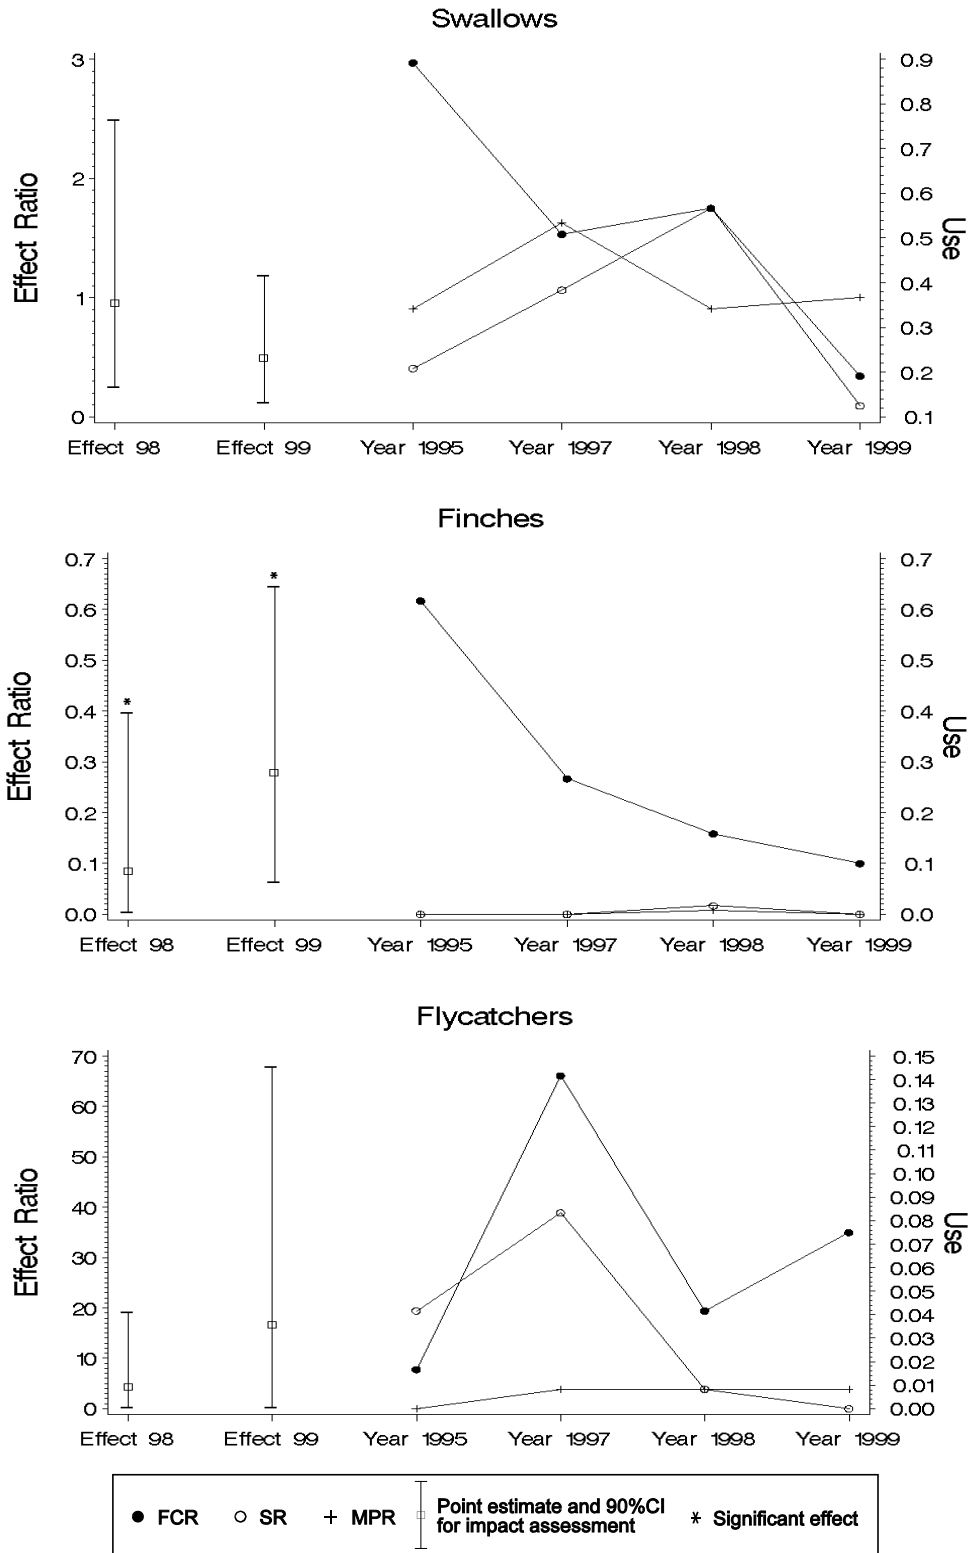 Swallows
3 0.9
0.8
0.7
2 0.6
Effect Ratio
Use
0.5
0.4
1
0.3
0.2
0 0.1
Effect 98 Effect 99 Year 1995 Year 1997 Year 1998 Year 1999
Finches
0.7 0.7
*
0.6 0.6
0.5 0.5
*
0.4 0.4
Effect Ratio
Use
0.3 0.3
0.2 0.2
0.1 0.1
0.0 0.0
Effect 98 Effect 99 Year 1995 Year 1997 Year 1998 Year 1999
Flycatchers
70 0.15
0.14
60 0.13
0.12
50 0.11
0.10
40 0.09
Effect Ratio
Use
0.08
30 0.07
0.06
20 0.05
0.04
0.03
10 0.02
0.01
0 0.00
Effect 98 Effect 99 Year 1995 Year 1997 Year 1998 Year 1999
FCR SR MPR Point estimate and 90%CI
for impact assessment
* Significant effect